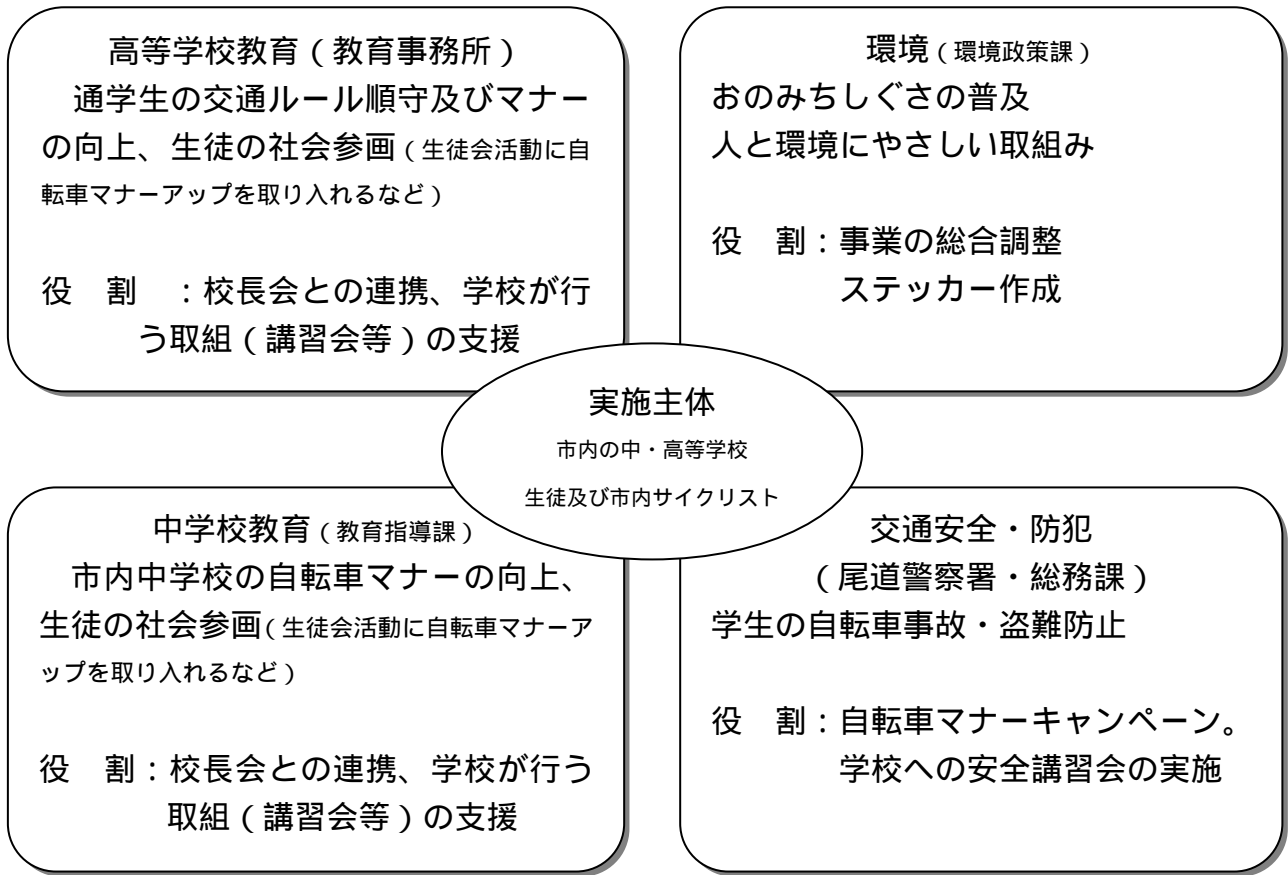 高等学校教育（教育事務所）
通学生の交通ルール順守及びマナー
の向上、生徒の社会参画（生徒会活動に自
転車マナーアップを取り入れるなど）
役　割　：校長会との連携、学校が行
う取組（講習会等）の支援
環境（環境政策課）
おのみちしぐさの普及
人と環境にやさしい取組み
役　割：事業の総合調整
ステッカー作成
実施主体
市内の中・高等学校
生徒及び市内サイクリスト
中学校教育（教育指導課）
市内中学校の自転車マナーの向上、
生徒の社会参画（生徒会活動に自転車マナーア
ップを取り入れるなど）
役　割：校長会との連携、学校が行う
取組（講習会等）の支援
交通安全・防犯
（尾道警察署・総務課）
学生の自転車事故・盗難防止
役　割：自転車マナーキャンペーン。
学校への安全講習会の実施